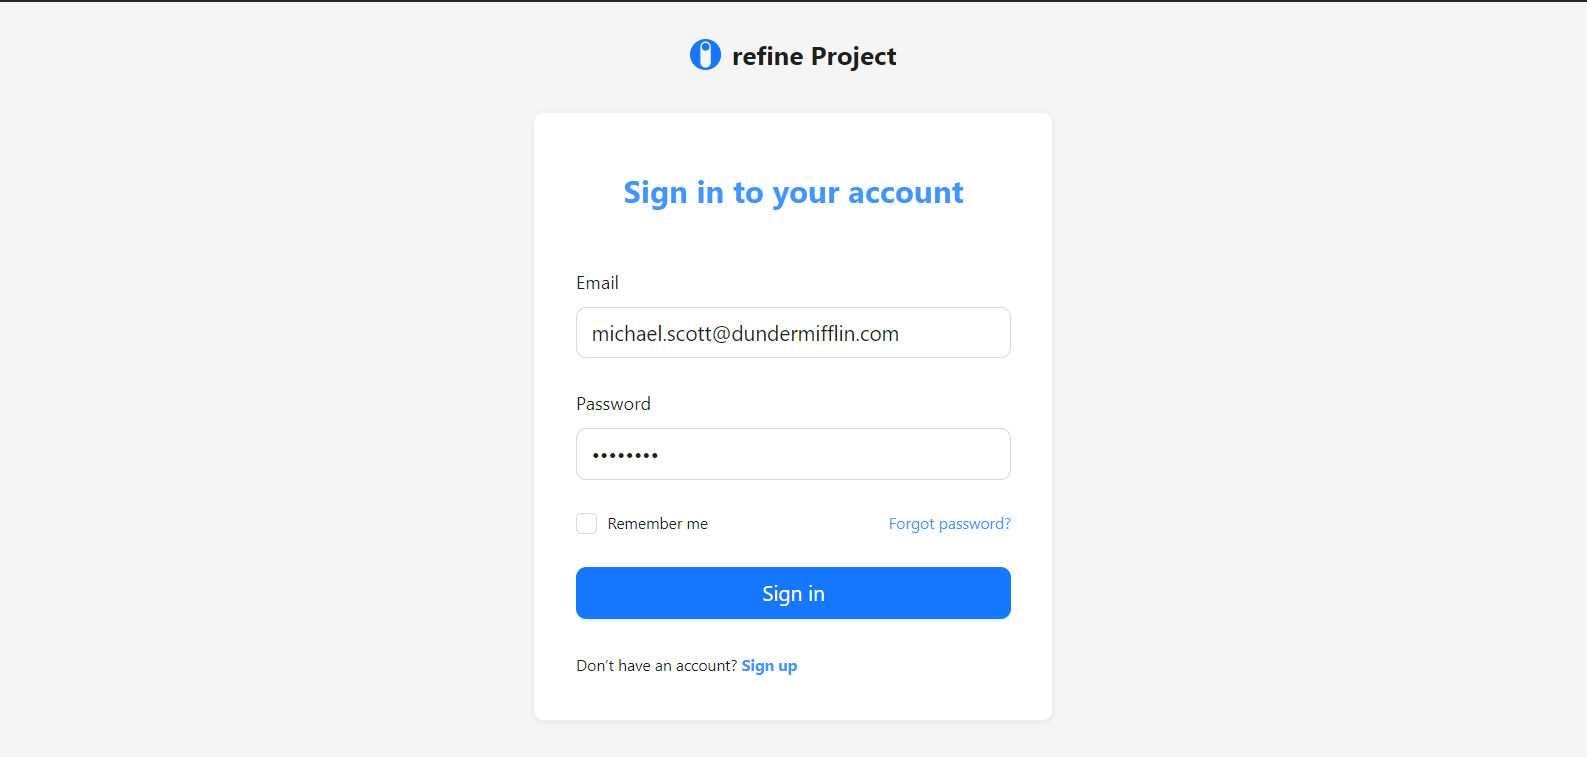 refine Project
Sign in to your account
Email
michael.scott@dundermifflin.com
Password
••••••••
Remember me
Forgot password?
Sign in
Don’t have an account? Sign up